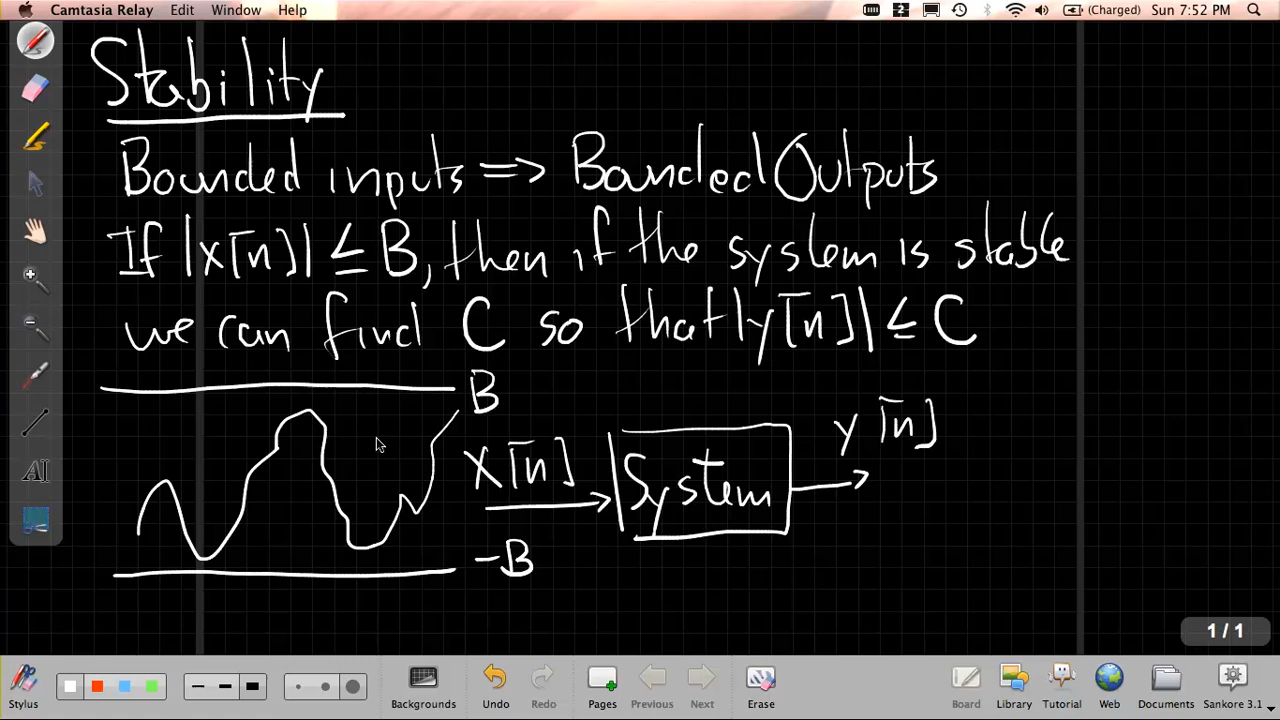 Camtasia Relay Edit Window Help 2 (Charged) Sun 7:52 PM
Stability
Bounded inputs => Bounded Outputs
If |x[n]| ≤ B, then if the system is stable
we can find C so that |y[n]| ≤ C
B
x[n]
System
y[n]
-B
1 / 1
Stylus Backgrounds Undo Redo Pages Previous Next Erase Board Library Tutorial Web Documents Sankore 3.1